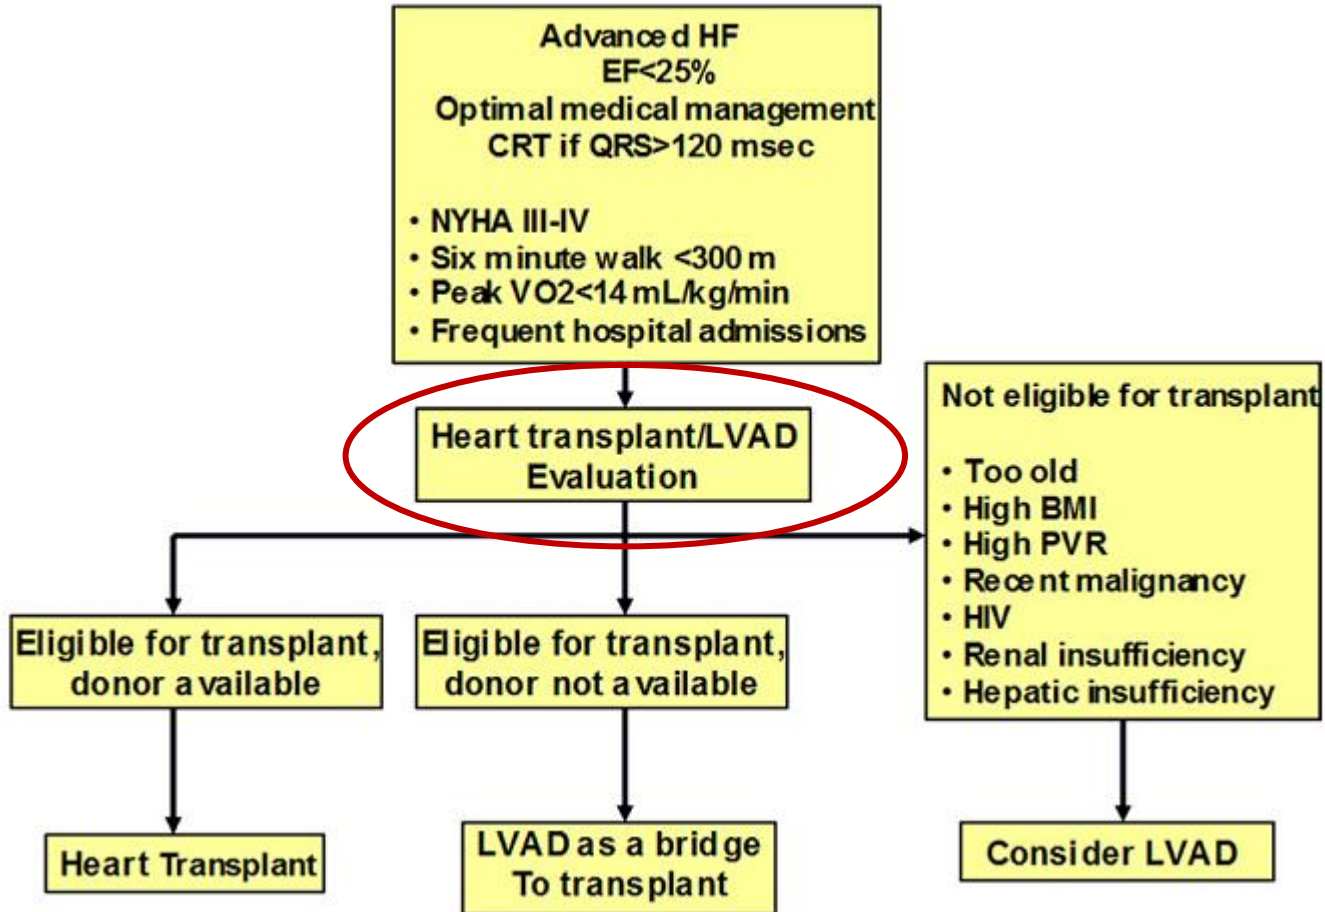 Advanced HF
EF<25%
Optimal medical management
CRT if QRS>120 msec
• NYHA III-IV
• Six minute walk <300 m
• Peak VO2<14 mL/kg/min
• Frequent hospital admissions
Heart transplant/LVAD
Evaluation
Not eligible for transplant
• Too old
• High BMI
• High PVR
• Recent malignancy
• HIV
• Renal insufficiency
• Hepatic insufficiency
Eligible for transplant,
donor available
Eligible for transplant,
donor not available
Heart Transplant
LVAD as a bridge
To transplant
Consider LVAD